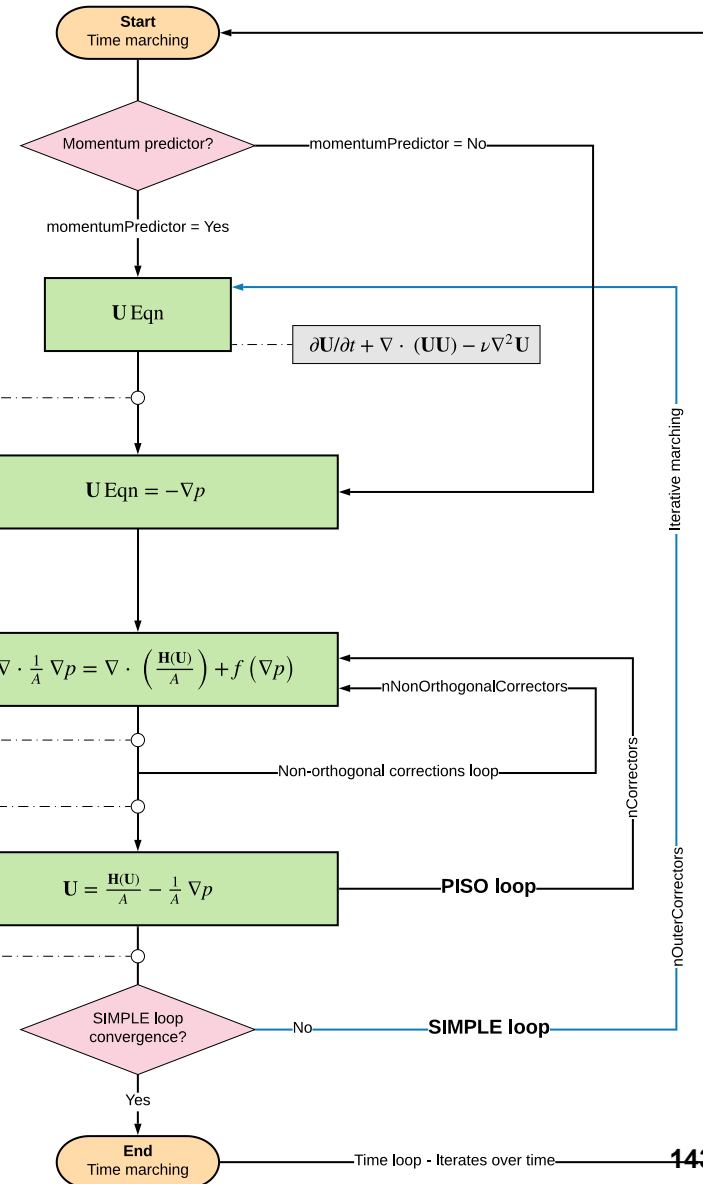 Start
Time marching
Momentum predictor?
momentumPredictor = No
momentumPredictor = Yes
U Eqn
∂U/∂t + ∇ · (UU) − ν∇²U
Iterative marching
U Eqn = −∇p
∇ · 1/A ∇p = ∇ · (H(U)/A) + f (∇p)
nNonOrthogonalCorrectors
Non-orthogonal corrections loop
nCorrectors
U = H(U)/A − 1/A ∇p
PISO loop
nOuterCorrectors
SIMPLE loop
convergence?
No
SIMPLE loop
Yes
End
Time marching
Time loop - Iterates over time
143